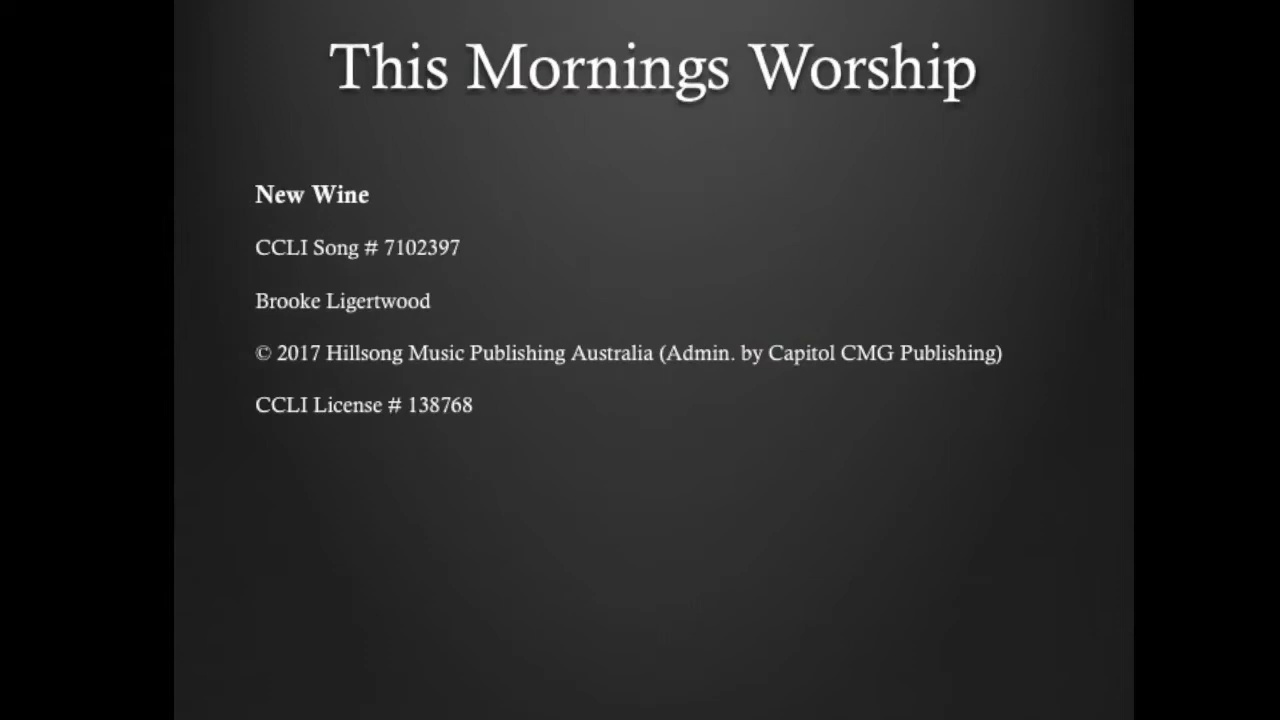 This Mornings Worship
New Wine
CCLI Song # 7102397
Brooke Ligertwood
© 2017 Hillsong Music Publishing Australia (Admin. by Capitol CMG Publishing)
CCLI License # 138768